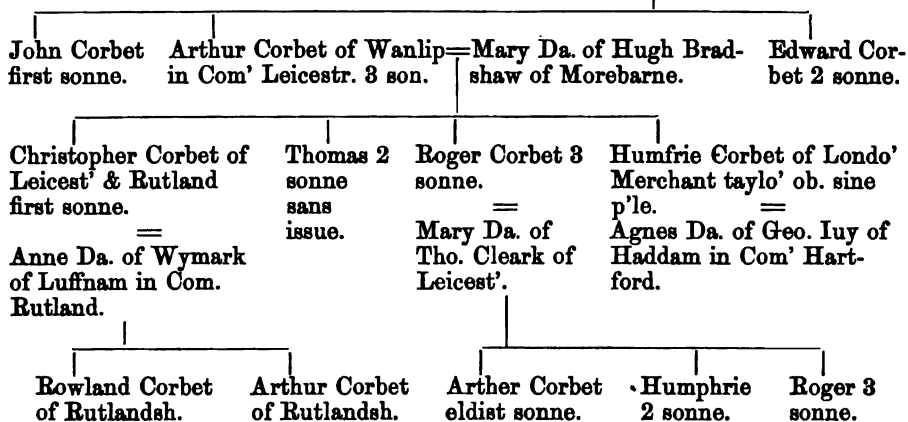 John Corbet
first sonne.
Arthur Corbet of Wanlip=Mary Da. of Hugh Brad-
in Com' Leicestr. 3 son. shaw of Morebarne.
Edward Cor-
bet 2 sonne.
Christopher Corbet of
Leicest' & Rutland
first sonne.
=
Anne Da. of Wymark
of Luffnam in Com.
Rutland.
Thomas 2
sonne
sans
issue.
Roger Corbet 3
sonne.
=
Mary Da. of
Tho. Cleark of
Leicest'.
Humfrie Corbet of Londo'
Merchant taylo' ob. sine
p'le. =
Agnes Da. of Geo. Iuy of
Haddam in Com' Hart-
ford.
Rowland Corbet
of Rutlandsh.
Arthur Corbet
of Rutlandsh.
Arther Corbet
eldist sonne.
Humphrie
2 sonne.
Roger 3
sonne.